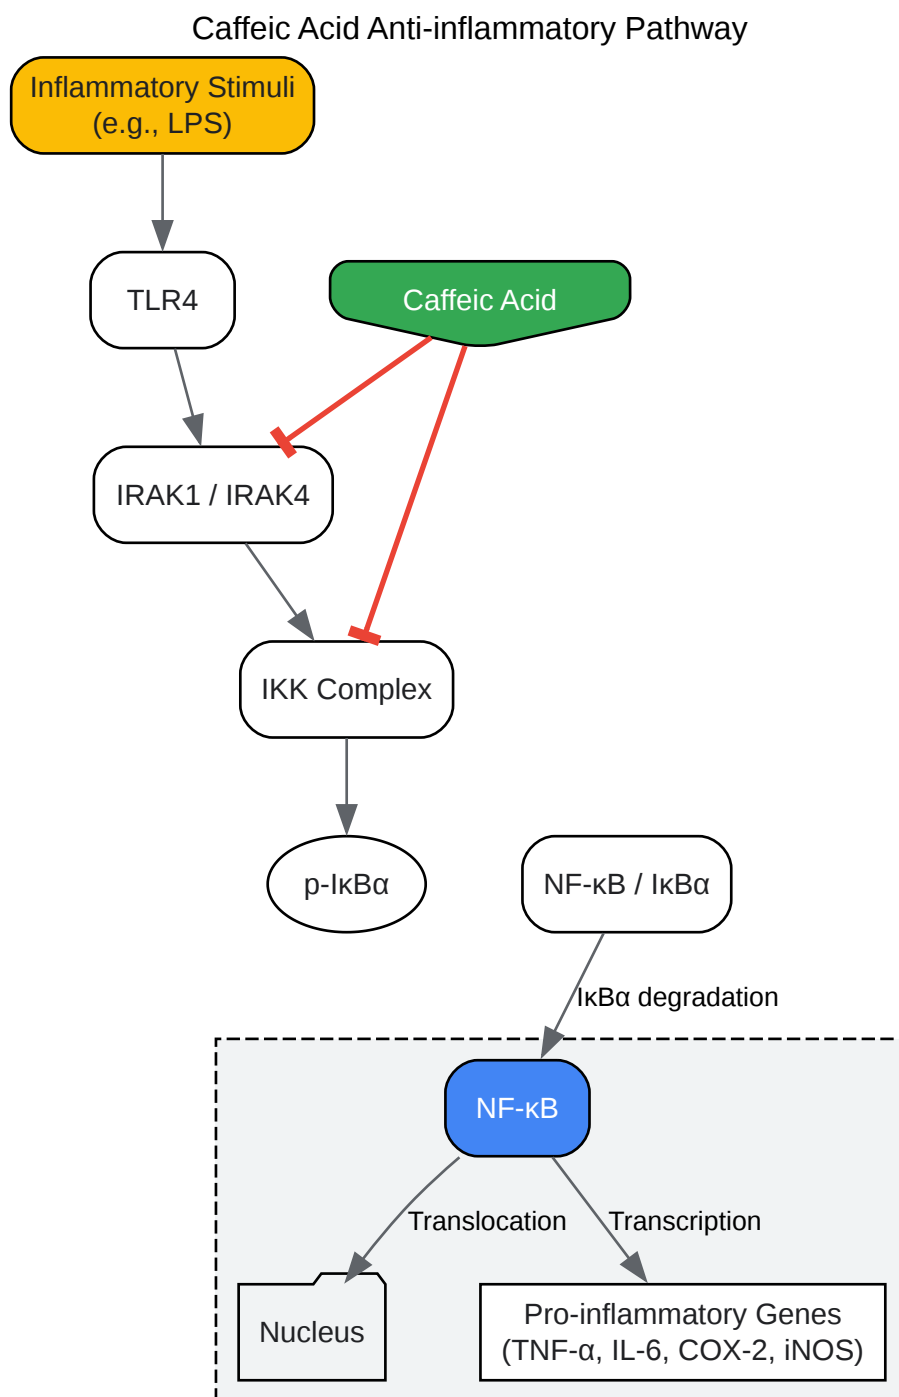 Caffeic Acid Anti-inflammatory Pathway
Inflammatory Stimuli
(e.g., LPS)
TLR4
Caffeic Acid
IRAK1 / IRAK4
IKK Complex
p-IκBα
NF-κB / IκBα
IκBα degradation
NF-κB
Translocation
Transcription
Nucleus
Pro-inflammatory Genes
(TNF-α, IL-6, COX-2, iNOS)